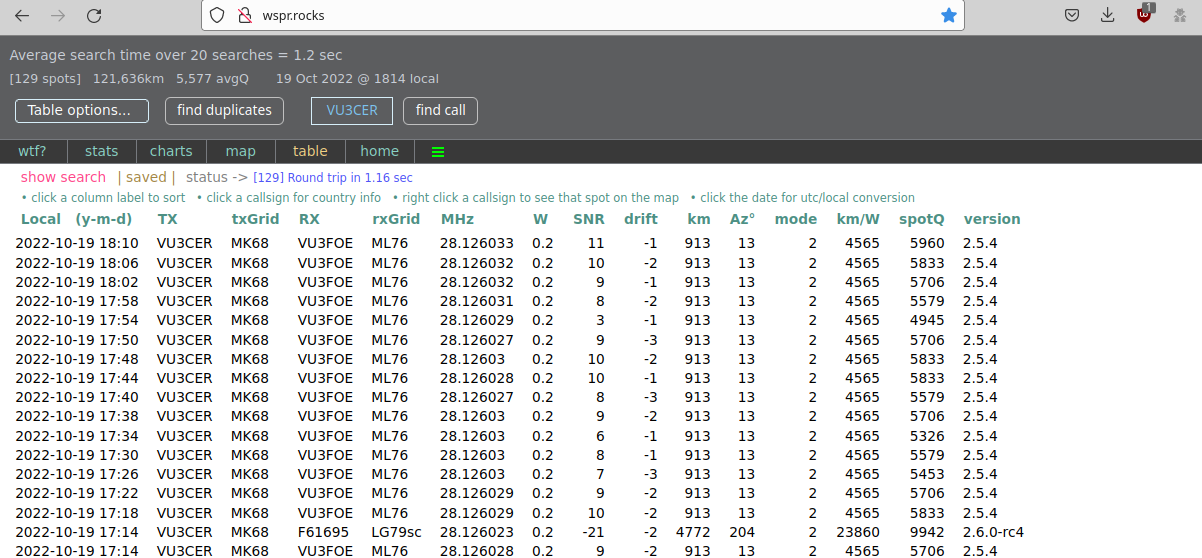 wspr.rocks
1
Average search time over 20 searches = 1.2 sec
[129 spots] 121,636km 5,577 avgQ 19 Oct 2022 @ 1814 local
Table options... find duplicates VU3CER find call
wtf? stats charts map table home
show search | saved | status -> [129] Round trip in 1.16 sec
• click a column label to sort • click a callsign for country info • right click a callsign to see that spot on the map • click the date for utc/local conversion
Local (y-m-d) TX txGrid RX rxGrid MHz W SNR drift km Az° mode km/W spotQ version
2022-10-19 18:10 VU3CER MK68 VU3FOE ML76 28.126033 0.2 11 -1 913 13 2 4565 5960 2.5.4
2022-10-19 18:06 VU3CER MK68 VU3FOE ML76 28.126032 0.2 10 -2 913 13 2 4565 5833 2.5.4
2022-10-19 18:02 VU3CER MK68 VU3FOE ML76 28.126032 0.2 9 -1 913 13 2 4565 5706 2.5.4
2022-10-19 17:58 VU3CER MK68 VU3FOE ML76 28.126031 0.2 8 -2 913 13 2 4565 5579 2.5.4
2022-10-19 17:54 VU3CER MK68 VU3FOE ML76 28.126029 0.2 3 -1 913 13 2 4565 4945 2.5.4
2022-10-19 17:50 VU3CER MK68 VU3FOE ML76 28.126027 0.2 9 -3 913 13 2 4565 5706 2.5.4
2022-10-19 17:48 VU3CER MK68 VU3FOE ML76 28.12603 0.2 10 -2 913 13 2 4565 5833 2.5.4
2022-10-19 17:44 VU3CER MK68 VU3FOE ML76 28.126028 0.2 10 -1 913 13 2 4565 5833 2.5.4
2022-10-19 17:40 VU3CER MK68 VU3FOE ML76 28.126027 0.2 8 -3 913 13 2 4565 5579 2.5.4
2022-10-19 17:38 VU3CER MK68 VU3FOE ML76 28.12603 0.2 9 -2 913 13 2 4565 5706 2.5.4
2022-10-19 17:34 VU3CER MK68 VU3FOE ML76 28.12603 0.2 6 -1 913 13 2 4565 5326 2.5.4
2022-10-19 17:30 VU3CER MK68 VU3FOE ML76 28.12603 0.2 8 -1 913 13 2 4565 5579 2.5.4
2022-10-19 17:26 VU3CER MK68 VU3FOE ML76 28.12603 0.2 7 -3 913 13 2 4565 5453 2.5.4
2022-10-19 17:22 VU3CER MK68 VU3FOE ML76 28.126029 0.2 9 -2 913 13 2 4565 5706 2.5.4
2022-10-19 17:18 VU3CER MK68 VU3FOE ML76 28.126029 0.2 10 -2 913 13 2 4565 5833 2.5.4
2022-10-19 17:14 VU3CER MK68 F61695 LG79sc 28.126023 0.2 -21 -2 4772 204 2 23860 9942 2.6.0-rc4
2022-10-19 17:14 VU3CER MK68 VU3FOE ML76 28.126028 0.2 9 -2 913 13 2 4565 5706 2.5.4